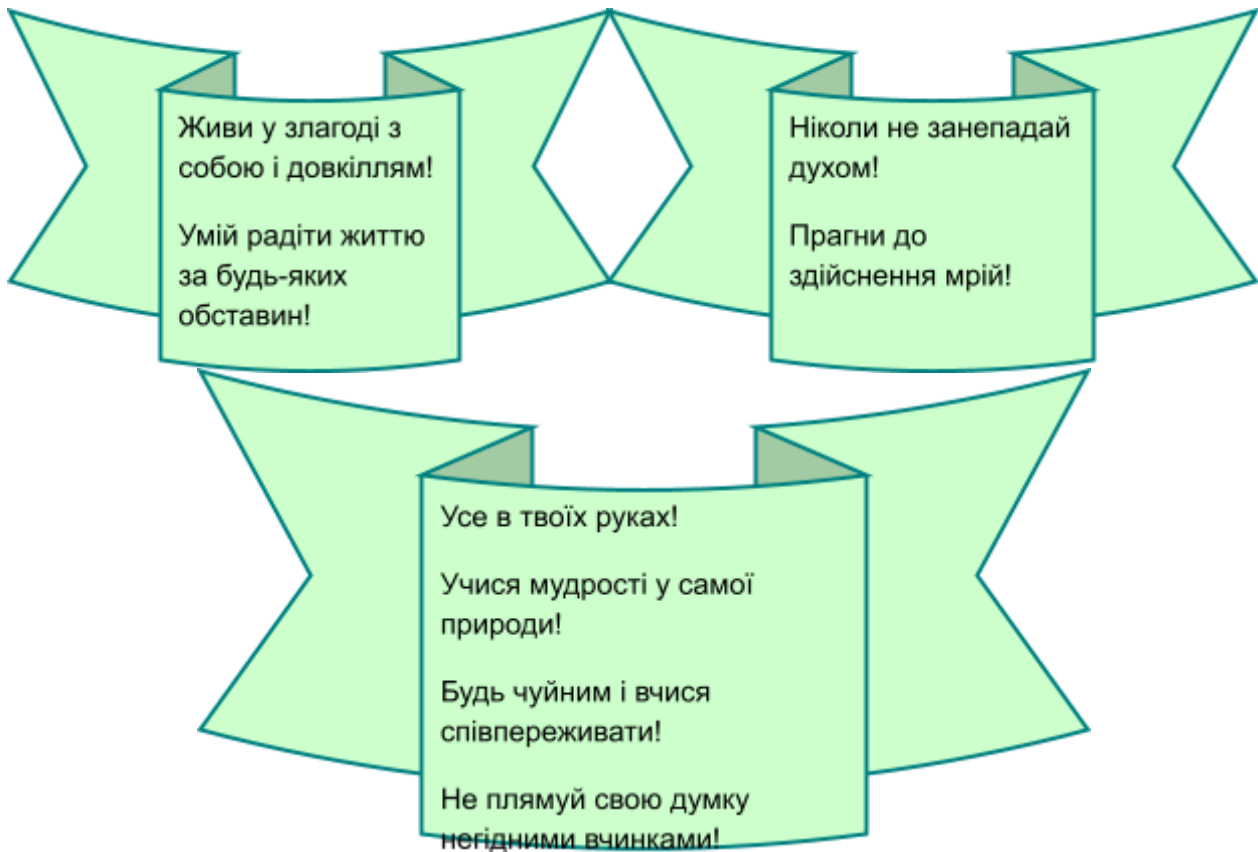 Живи у злагоді з
собою і довкіллям!
Умій радіти життю
за будь-яких
обставин!
Ніколи не занепадай
духом!
Прагни до
здійснення мрій!
Усе в твоїх руках!
Учися мудрості у самої
природи!
Будь чуйним і вчися
співпереживати!
Не плямуй свою думку
негідними вчинками!